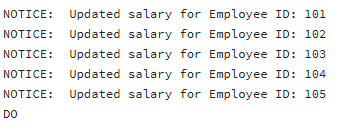 NOTICE:  Updated salary for Employee ID: 101
NOTICE:  Updated salary for Employee ID: 102
NOTICE:  Updated salary for Employee ID: 103
NOTICE:  Updated salary for Employee ID: 104
NOTICE:  Updated salary for Employee ID: 105
DO